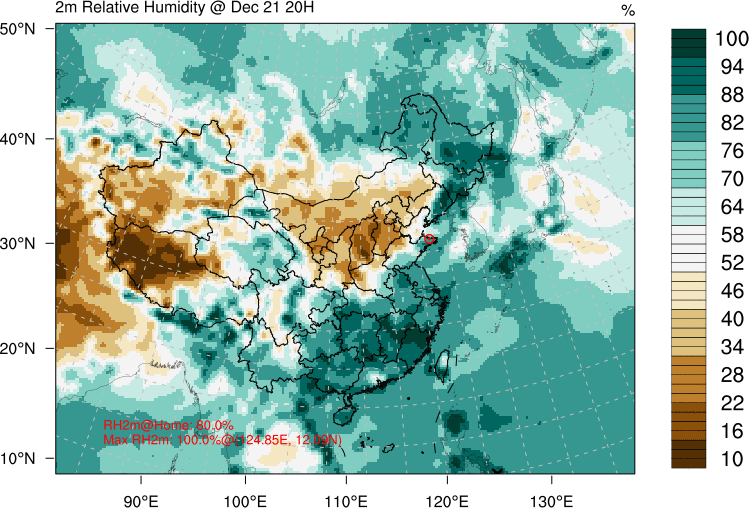 2m Relative Humidity @ Dec 21 20H
%
50°N
40°N
30°N
20°N
10°N
90°E
100°E
110°E
120°E
130°E
100
94
88
82
76
70
64
58
52
46
40
34
28
22
16
10
RH2m@Home: 80.0%
Max RH2m: 100.0%@(124.85E, 12.09N)